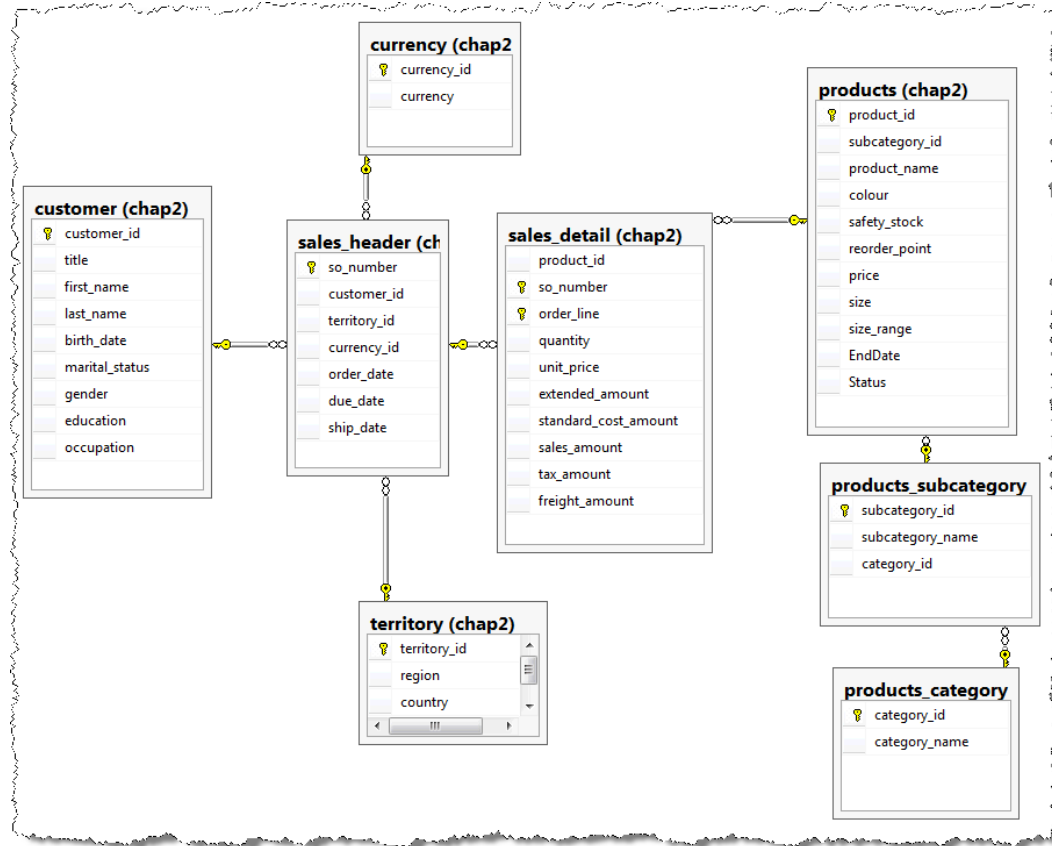 currency (chap2
currency_id
currency
products (chap2)
product_id
subcategory_id
product_name
colour
safety_stock
reorder_point
price
size
size_range
EndDate
Status
customer (chap2)
customer_id
title
first_name
last_name
birth_date
marital_status
gender
education
occupation
sales_header (ch
so_number
customer_id
territory_id
currency_id
order_date
due_date
ship_date
sales_detail (chap2)
product_id
so_number
order_line
quantity
unit_price
extended_amount
standard_cost_amount
sales_amount
tax_amount
freight_amount
products_subcategory
subcategory_id
subcategory_name
category_id
territory (chap2)
territory_id
region
country
products_category
category_id
category_name